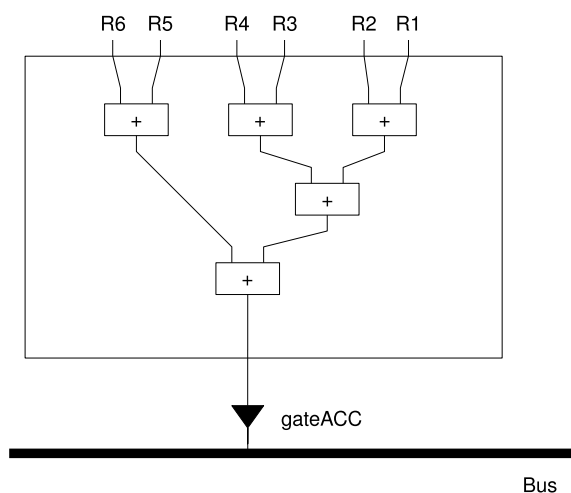 R6 R5 R4 R3 R2 R1
+ + +
+
+
gateACC
Bus